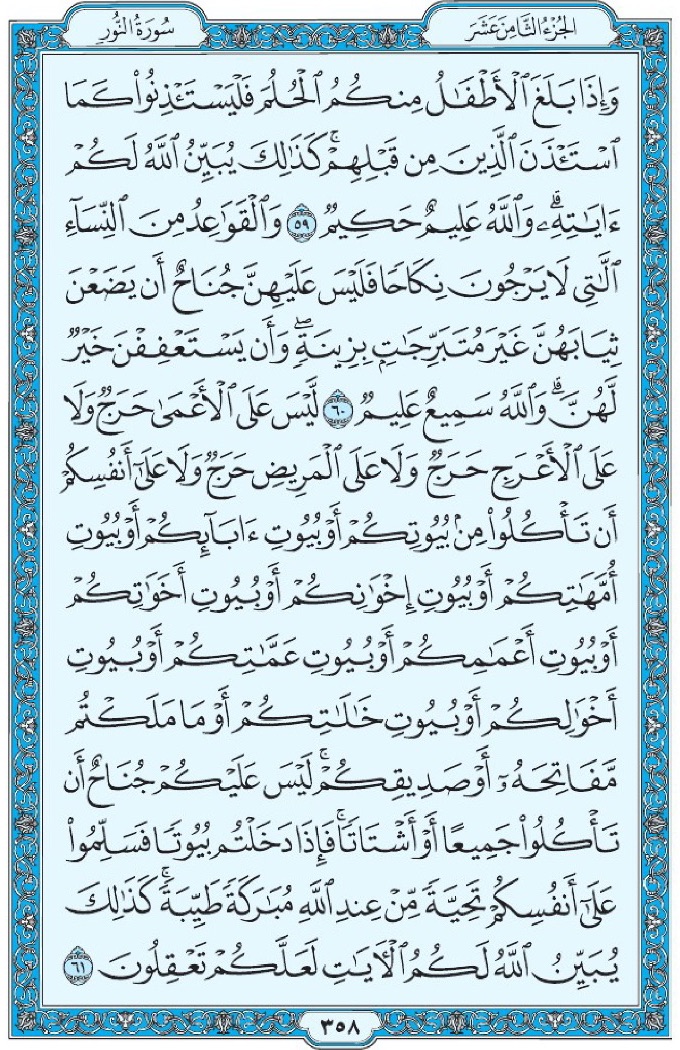 الجزء الثامن عشر
سورة النور
وَإِذَا بَلَغَ ٱلْأَطْفَٰلُ مِنكُمُ ٱلْحُلُمَ فَلْيَسْتَـْٔذِنُوا۟ كَمَا
ٱسْتَـْٔذَنَ ٱلَّذِينَ مِن قَبْلِهِمْ ۚ كَذَٰلِكَ يُبَيِّنُ ٱللَّهُ لَكُمْ
ءَايَٰتِهِۦ ۗ وَٱللَّهُ عَلِيمٌ حَكِيمٌ ٥٩ وَٱلْقَوَٰعِدُ مِنَ ٱلنِّسَآءِ
ٱلَّٰتِى لَا يَرْجُونَ نِكَاحًا فَلَيْسَ عَلَيْهِنَّ جُنَاحٌ أَن يَضَعْنَ
ثِيَابَهُنَّ غَيْرَ مُتَبَرِّجَٰتٍۭ بِزِينَةٍ ۖ وَأَن يَسْتَعْفِفْنَ خَيْرٌ
لَّهُنَّ ۗ وَٱللَّهُ سَمِيعٌ عَلِيمٌ ٦٠ لَّيْسَ عَلَى ٱلْأَعْمَىٰ حَرَجٌ وَلَا
عَلَى ٱلْأَعْرَجِ حَرَجٌ وَلَا عَلَى ٱلْمَرِيضِ حَرَجٌ وَلَا عَلَىٰٓ أَنفُسِكُمْ
أَن تَأْكُلُوا۟ مِنۢ بُيُوتِكُمْ أَوْ بُيُوتِ ءَابَآئِكُمْ أَوْ بُيُوتِ
أُمَّهَٰتِكُمْ أَوْ بُيُوتِ إِخْوَٰنِكُمْ أَوْ بُيُوتِ أَخَوَٰتِكُمْ
أَوْ بُيُوتِ أَعْمَٰمِكُمْ أَوْ بُيُوتِ عَمَّٰتِكُمْ أَوْ بُيُوتِ
أَخْوَٰلِكُمْ أَوْ بُيُوتِ خَٰلَٰتِكُمْ أَوْ مَا مَلَكْتُم
مَّفَاتِحَهُۥٓ أَوْ صَدِيقِكُمْ ۚ لَيْسَ عَلَيْكُمْ جُنَاحٌ أَن
تَأْكُلُوا۟ جَمِيعًا أَوْ أَشْتَاتًا ۚ فَإِذَا دَخَلْتُم بُيُوتًا فَسَلِّمُوا۟
عَلَىٰٓ أَنفُسِكُمْ تَحِيَّةً مِّنْ عِندِ ٱللَّهِ مُبَٰرَكَةً طَيِّبَةً ۚ كَذَٰلِكَ
يُبَيِّنُ ٱللَّهُ لَكُمُ ٱلْـَٔايَٰتِ لَعَلَّكُمْ تَعْقِلُونَ ٦١
٣٥٨